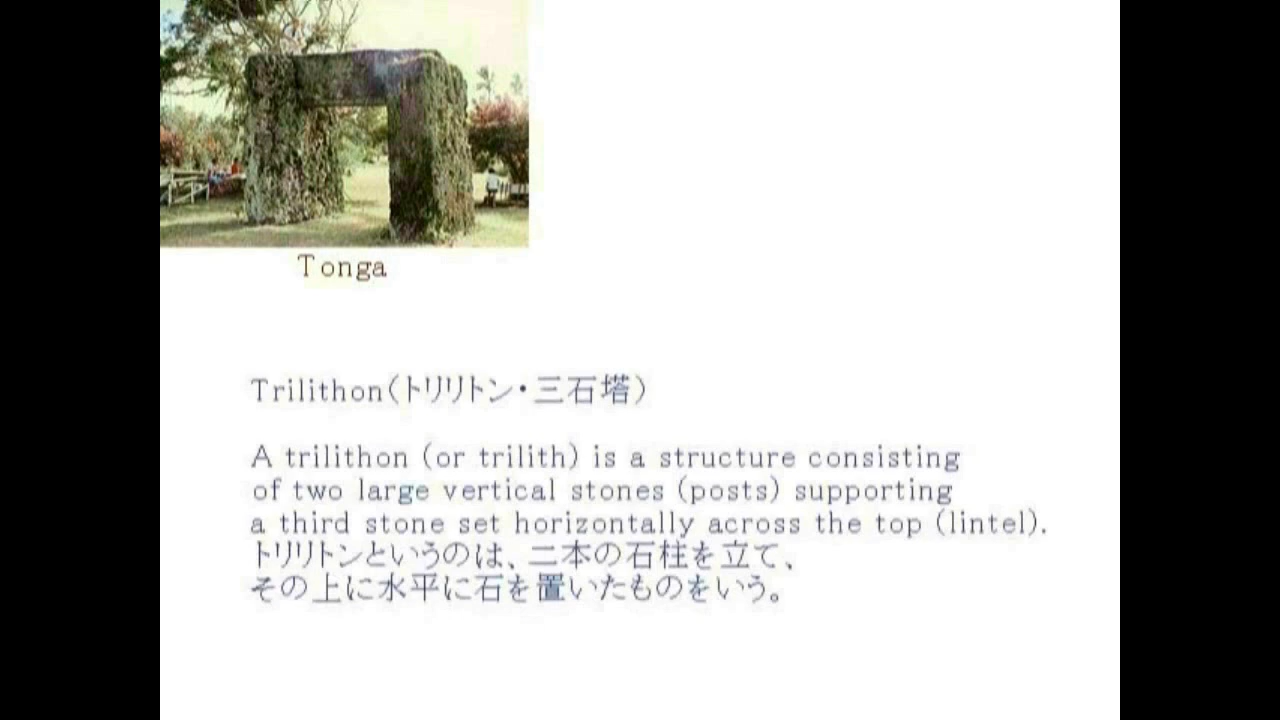 Tonga
Trilithon(トリリトン・三石塔)
A trilithon (or trilith) is a structure consisting
of two large vertical stones (posts) supporting
a third stone set horizontally across the top (lintel).
トリリトンというのは、二本の石柱を立て、
その上に水平に石を置いたものをいう。